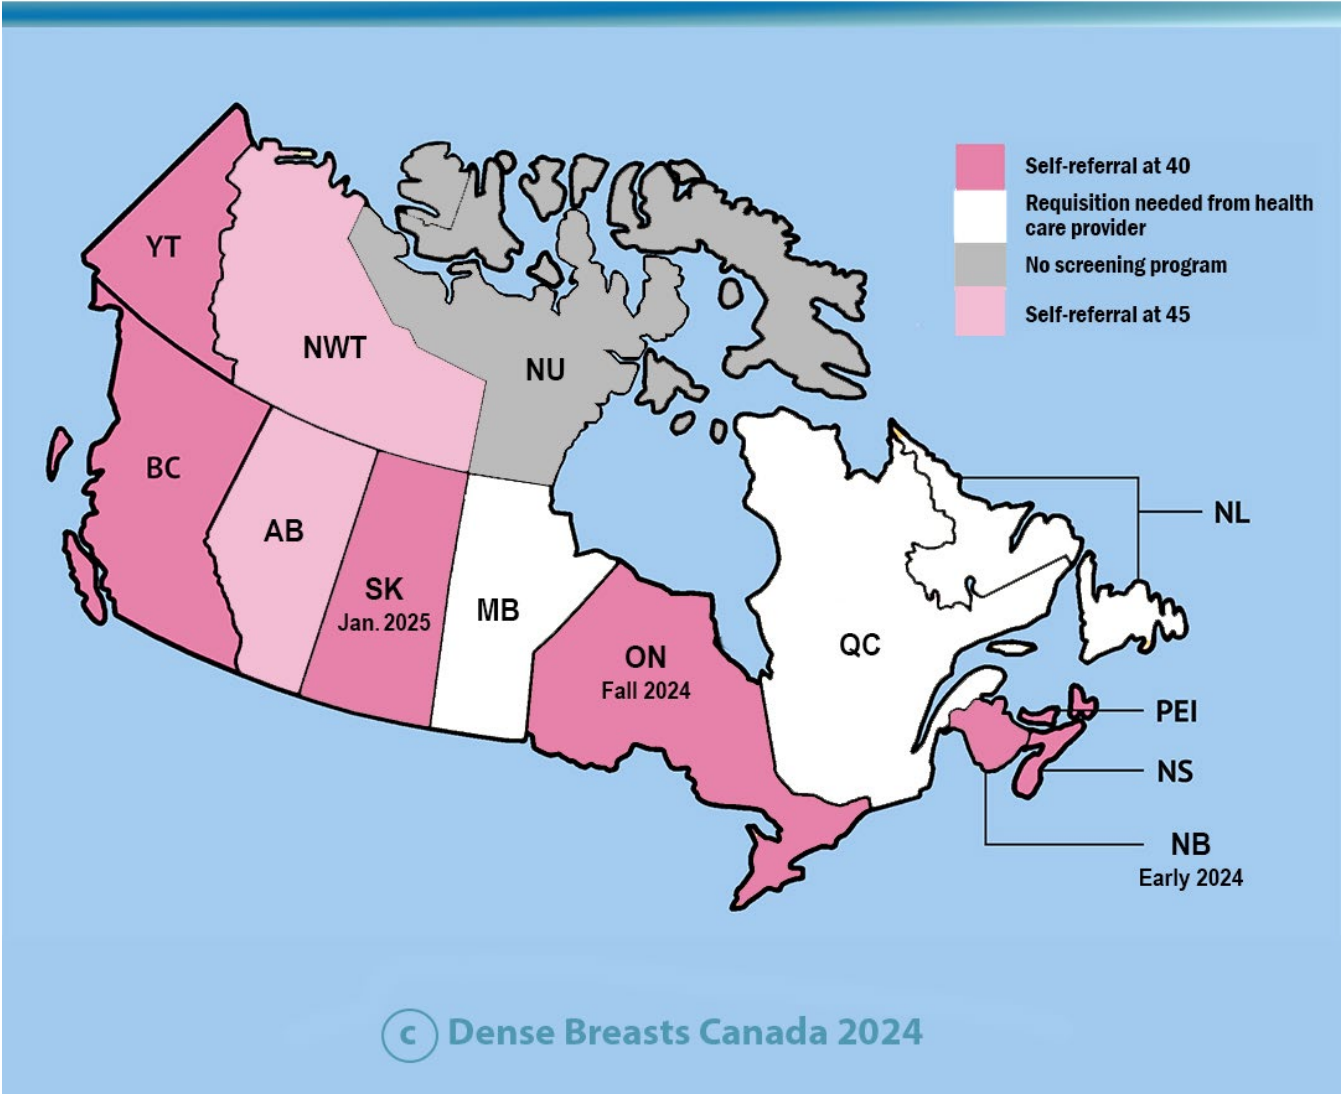 Self-referral at 40
Requisition needed from health
care provider
No screening program
Self-referral at 45
YT
NWT
NU
BC
AB
SK
Jan. 2025
MB
ON
Fall 2024
QC
NL
PEI
NS
NB
Early 2024
c Dense Breasts Canada 2024